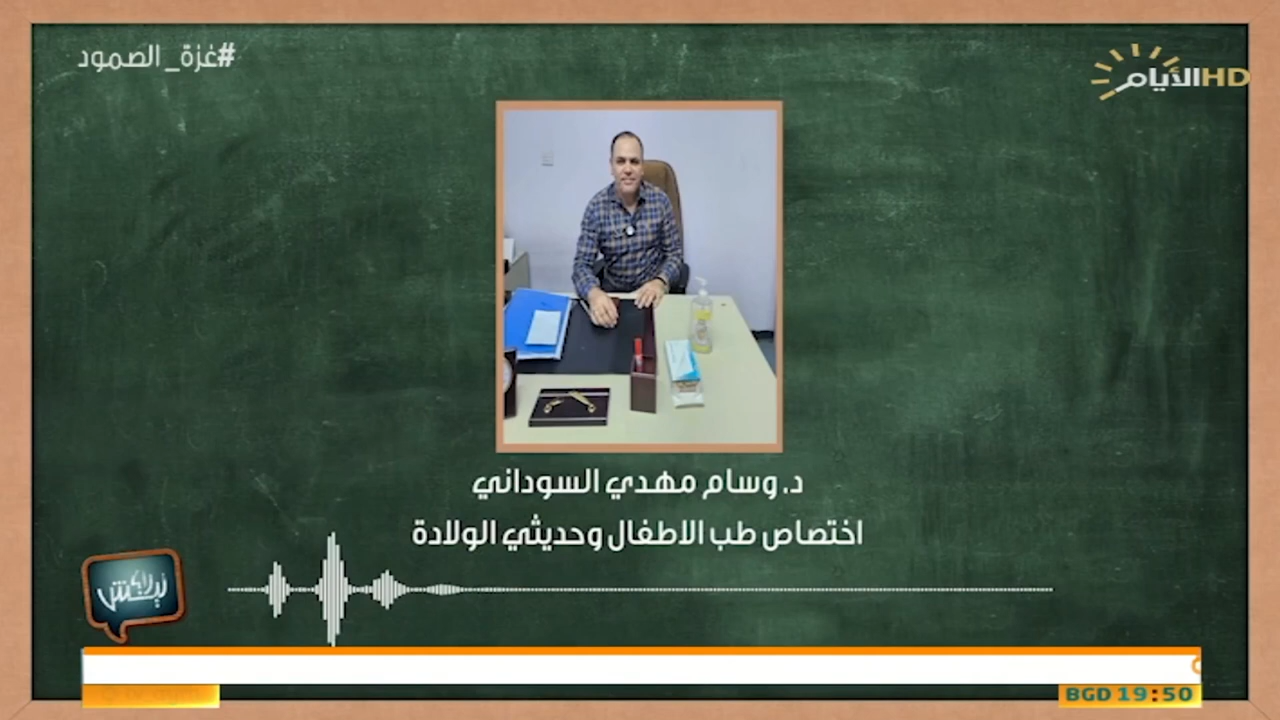 #غزة_الصمود
الأيام HD
د. وسام مهدي السوداني
اختصاص طب الاطفال وحديثي الولادة
BGD 19:50